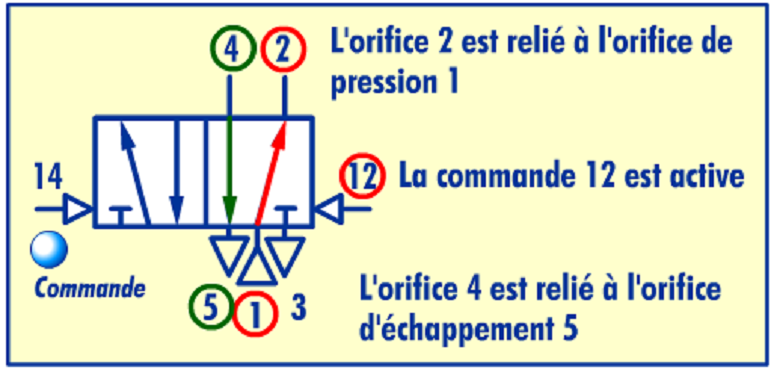 4 2 L'orifice 2 est relié à l'orifice de
pression 1
14 12 La commande 12 est active
Commande
5 1 3 L'orifice 4 est relié à l'orifice
d'échappement 5